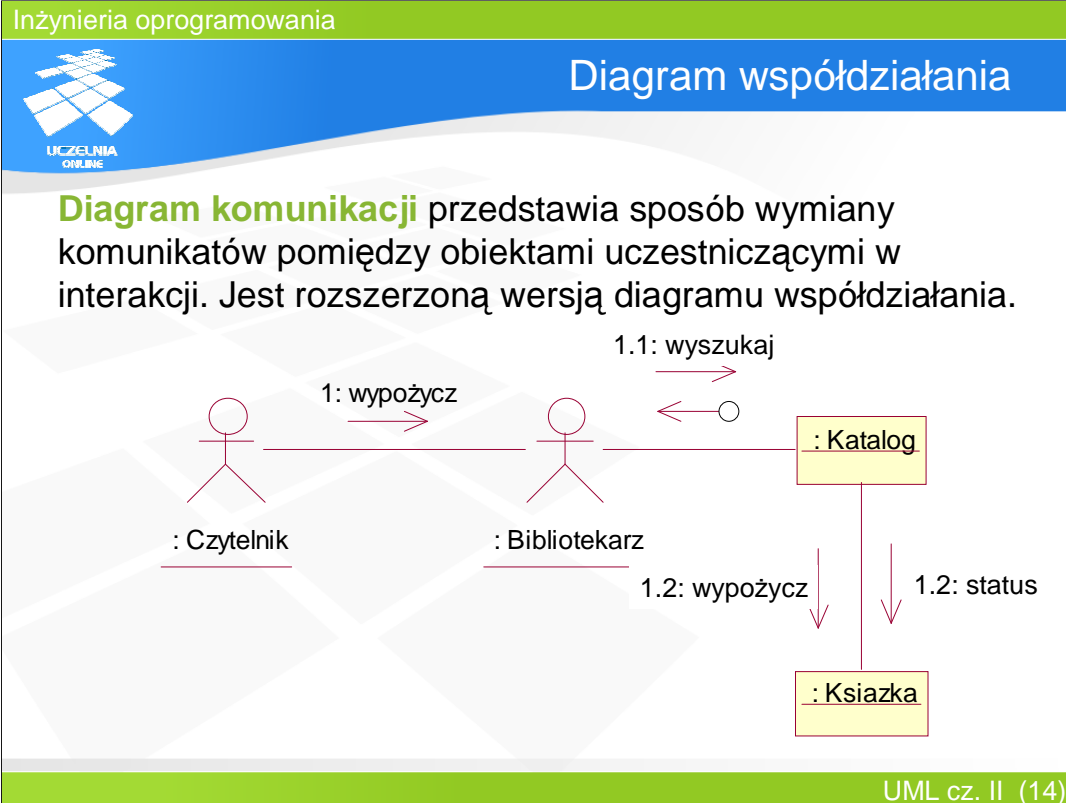 Inżynieria oprogramowania
Diagram współdziałania
UCZELNIA
ONLINE
Diagram komunikacji przedstawia sposób wymiany
komunikatów pomiędzy obiektami uczestniczącymi w
interakcji. Jest rozszerzoną wersją diagramu współdziałania.
1.1: wyszukaj
1: wypożycz
: Katalog
: Czytelnik
: Bibliotekarz
1.2: wypożycz
1.2: status
: Ksiazka
UML cz. II (14)